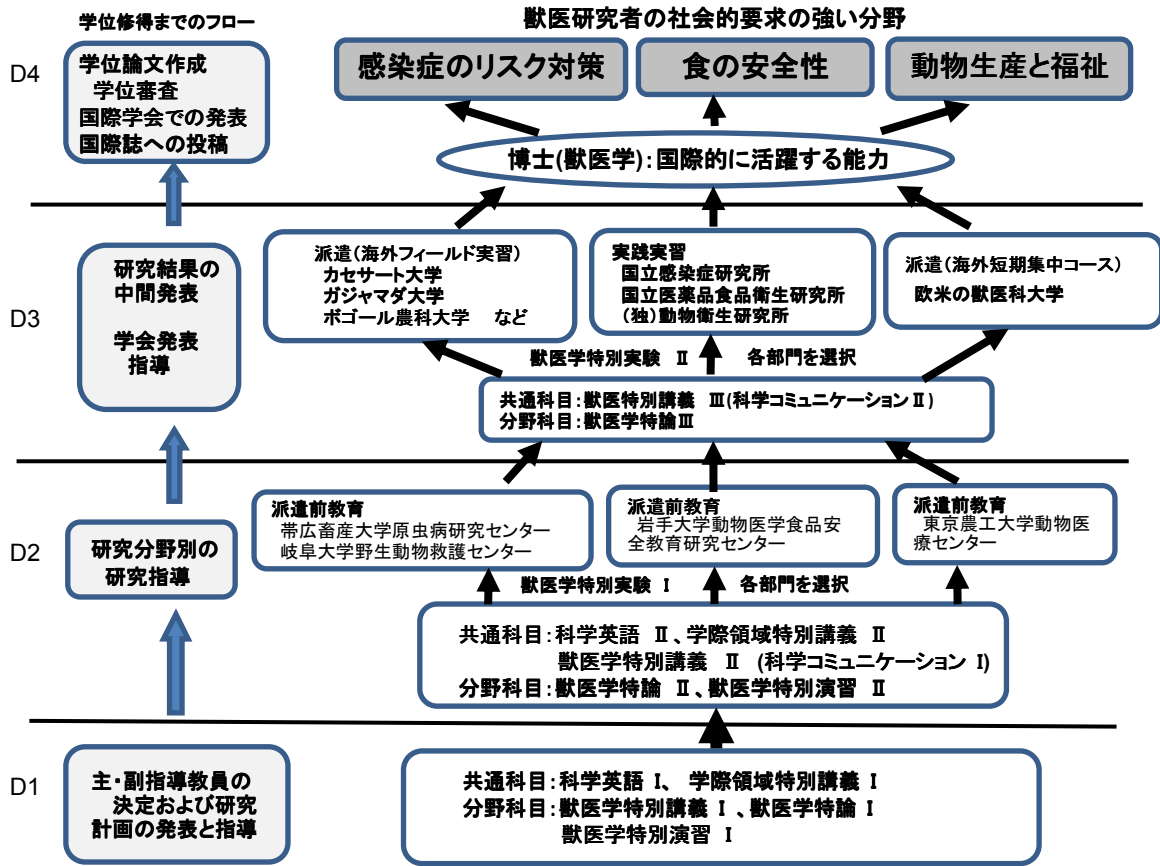 学位修得までのフロー
獣医研究者の社会的要求の強い分野
D4
学位論文作成
学位審査
国際学会での発表
国際誌への投稿
感染症のリスク対策
食の安全性
動物生産と福祉
博士(獣医学):国際的に活躍する能力
D3
研究結果の
中間発表
学会発表
指導
派遣(海外フィールド実習)
カセサート大学
ガジャマダ大学
ボゴール農科大学 など
実践実習
国立感染症研究所
国立医薬品食品衛生研究所
(独)動物衛生研究所
派遣(海外短期集中コース)
欧米の獣医科大学
獣医学特別実験 Ⅱ 各部門を選択
共通科目:獣医特別講義 Ⅲ(科学コミュニケーションⅡ)
分野科目:獣医学特論Ⅲ
D2
研究分野別の
研究指導
派遣前教育
帯広畜産大学原虫病研究センター
岐阜大学野生動物救護センター
派遣前教育
岩手大学動物医学食品安
全教育研究センター
派遣前教育
東京農工大学動物医
療センター
獣医学特別実験 Ⅰ 各部門を選択
共通科目:科学英語 Ⅱ、学際領域特別講義 Ⅱ
獣医学特別講義 Ⅱ (科学コミュニケーション Ⅰ)
分野科目:獣医学特論 Ⅱ、獣医学特別演習 Ⅱ
D1
主・副指導教員の
決定および研究
計画の発表と指導
共通科目:科学英語 Ⅰ、 学際領域特別講義 Ⅰ
分野科目:獣医学特別講義 Ⅰ、獣医学特論 Ⅰ
獣医学特別演習 Ⅰ